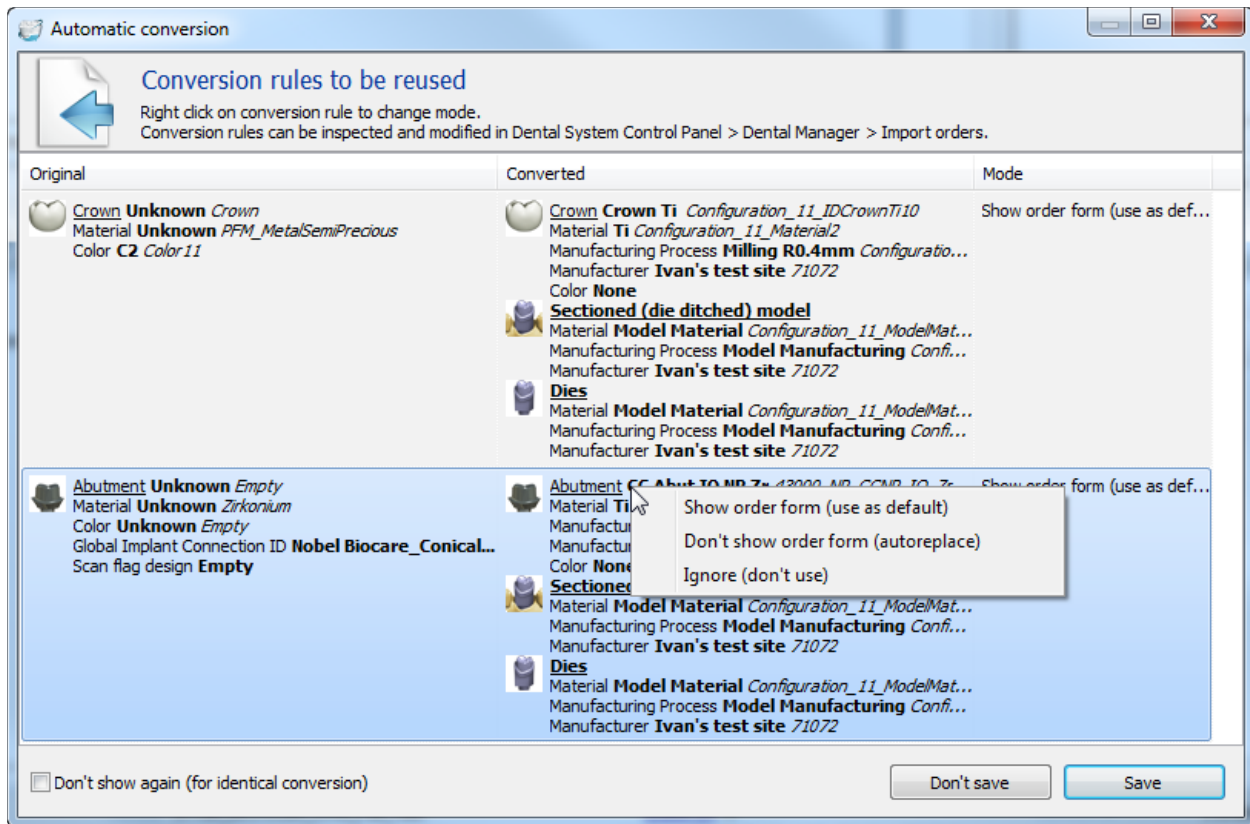 Automatic conversion
Conversion rules to be reused
Right click on conversion rule to change mode.
Conversion rules can be inspected and modified in Dental System Control Panel > Dental Manager > Import orders.
Original Converted Mode
Crown Unknown Crown
Material Unknown PFM_MetalSemiPrecious
Color C2 Color11
Crown Crown Ti Configuration_11_IDCrownTi10
Material Ti Configuration_11_Material2
Manufacturing Process Milling R0.4mm Configuratio...
Manufacturer Ivan's test site 71072
Color None
Sectioned (die ditched) model
Material Model Material Configuration_11_ModelMat...
Manufacturing Process Model Manufacturing Confi...
Manufacturer Ivan's test site 71072
Dies
Material Model Material Configuration_11_ModelMat...
Manufacturing Process Model Manufacturing Confi...
Manufacturer Ivan's test site 71072
Show order form (use as def...
Abutment Unknown Empty
Material Unknown Zirkonium
Color Unknown Empty
Global Implant Connection ID Nobel Biocare_Conical...
Scan flag design Empty
Abutment
Material Ti
Manufactu
Manufactu
Color None
Sectioned
Material Model Material Configuration_11_ModelMat...
Manufacturing Process Model Manufacturing Confi...
Manufacturer Ivan's test site 71072
Dies
Material Model Material Configuration_11_ModelMat...
Manufacturing Process Model Manufacturing Confi...
Manufacturer Ivan's test site 71072
Show order form (use as def...
Show order form (use as default)
Don't show order form (autoreplace)
Ignore (don't use)
Don't show again (for identical conversion)
Don't save
Save